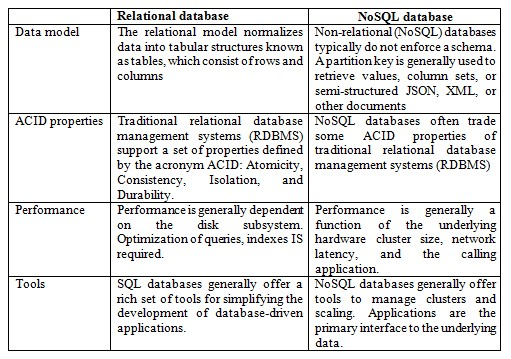 Relational database
NoSQL database
Data model
The relational model normalizes
data into tabular structures known
as tables, which consist of rows and
columns
Non-relational (NoSQL) databases
typically do not enforce a schema.
A partition key is generally used to
retrieve values, column sets, or
semi-structured JSON, XML, or
other documents
ACID properties
Traditional relational database
management systems (RDBMS)
support a set of properties defined
by the acronym ACID: Atomicity,
Consistency, Isolation, and
Durability.
NoSQL databases often trade
some ACID properties of
traditional relational database
management systems (RDBMS)
Performance
Performance is generally dependent
on the disk subsystem.
Optimization of queries, indexes IS
required.
Performance is generally a
function of the underlying
hardware cluster size, network
latency, and the calling
application.
Tools
SQL databases generally offer a
rich set of tools for simplifying the
development of database-driven
applications.
NoSQL databases generally offer
tools to manage clusters and
scaling. Applications are the
primary interface to the underlying
data.